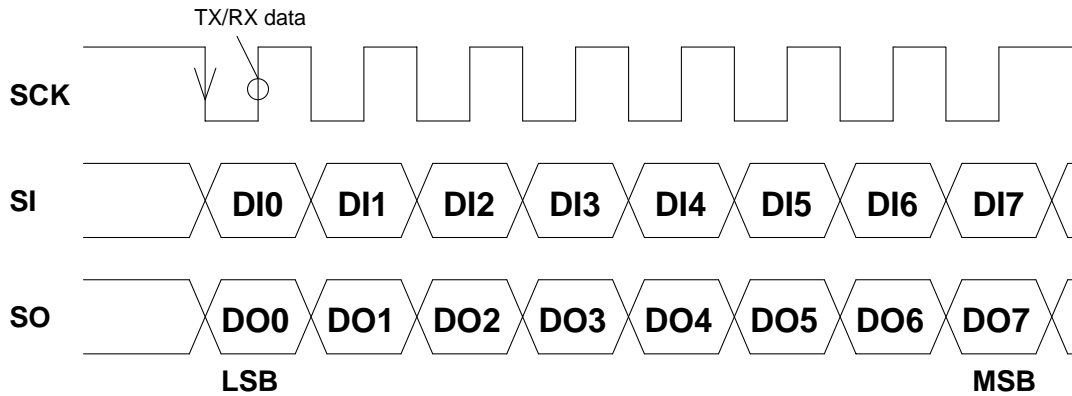 TX/RX data
SCK
SI DI0 DI1 DI2 DI3 DI4 DI5 DI6 DI7
SO DO0 DO1 DO2 DO3 DO4 DO5 DO6 DO7
LSB MSB